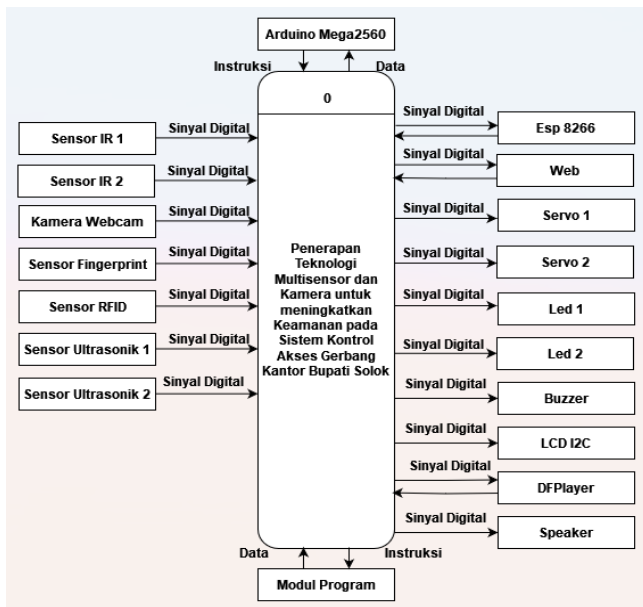 Arduino Mega2560
Instruksi
Data
0
Sinyal Digital
Sensor IR 1
Sinyal Digital
Sensor IR 2
Sinyal Digital
Kamera Webcam
Sinyal Digital
Sensor Fingerprint
Sinyal Digital
Sensor RFID
Sinyal Digital
Sensor Ultrasonik 1
Sinyal Digital
Sensor Ultrasonik 2
Penerapan
Teknologi
Multisensor dan
Kamera untuk
meningkatkan
Keamanan pada
Sistem Kontrol
Akses Gerbang
Kantor Bupati Solok
Sinyal Digital
Esp 8266
Sinyal Digital
Web
Sinyal Digital
Servo 1
Sinyal Digital
Servo 2
Sinyal Digital
Led 1
Sinyal Digital
Led 2
Sinyal Digital
Buzzer
Sinyal Digital
LCD I2C
Sinyal Digital
DFPlayer
Sinyal Digital
Speaker
Data
Instruksi
Modul Program